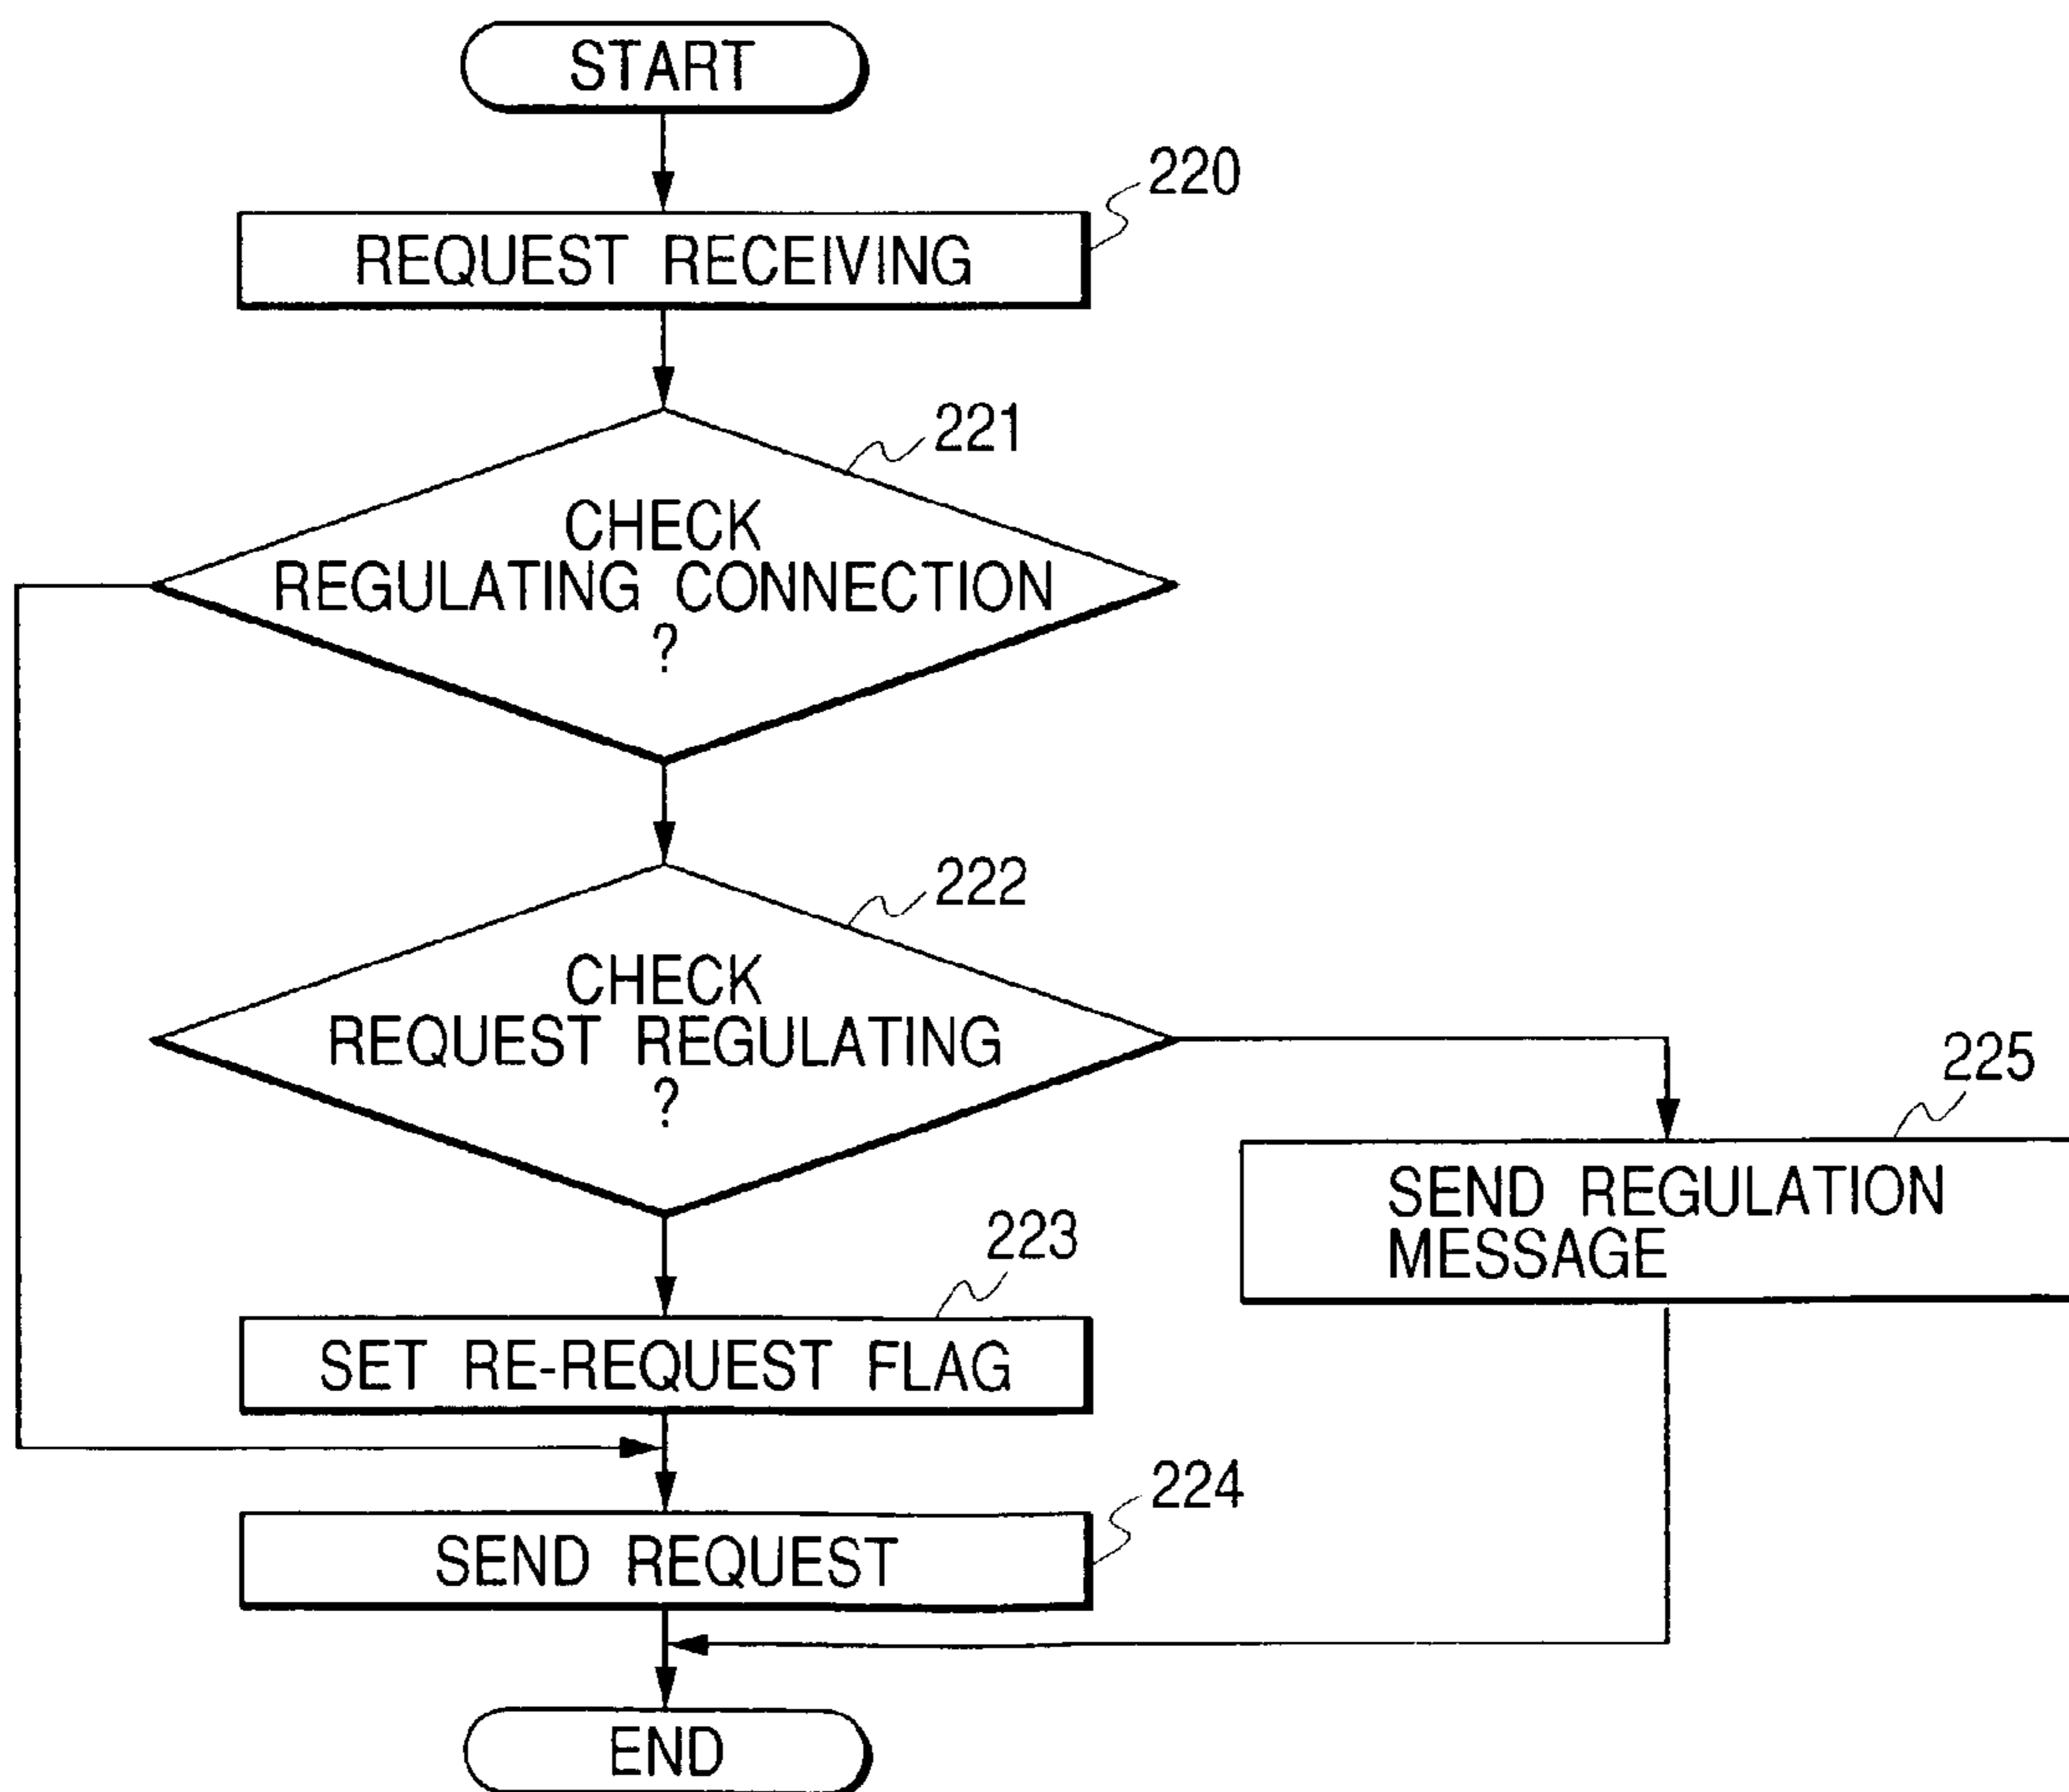 START
220
REQUEST RECEIVING
221
CHECK
REGULATING CONNECTION
?
222
CHECK
REQUEST REGULATING
?
225
SEND REGULATION
MESSAGE
223
SET RE-REQUEST FLAG
224
SEND REQUEST
END